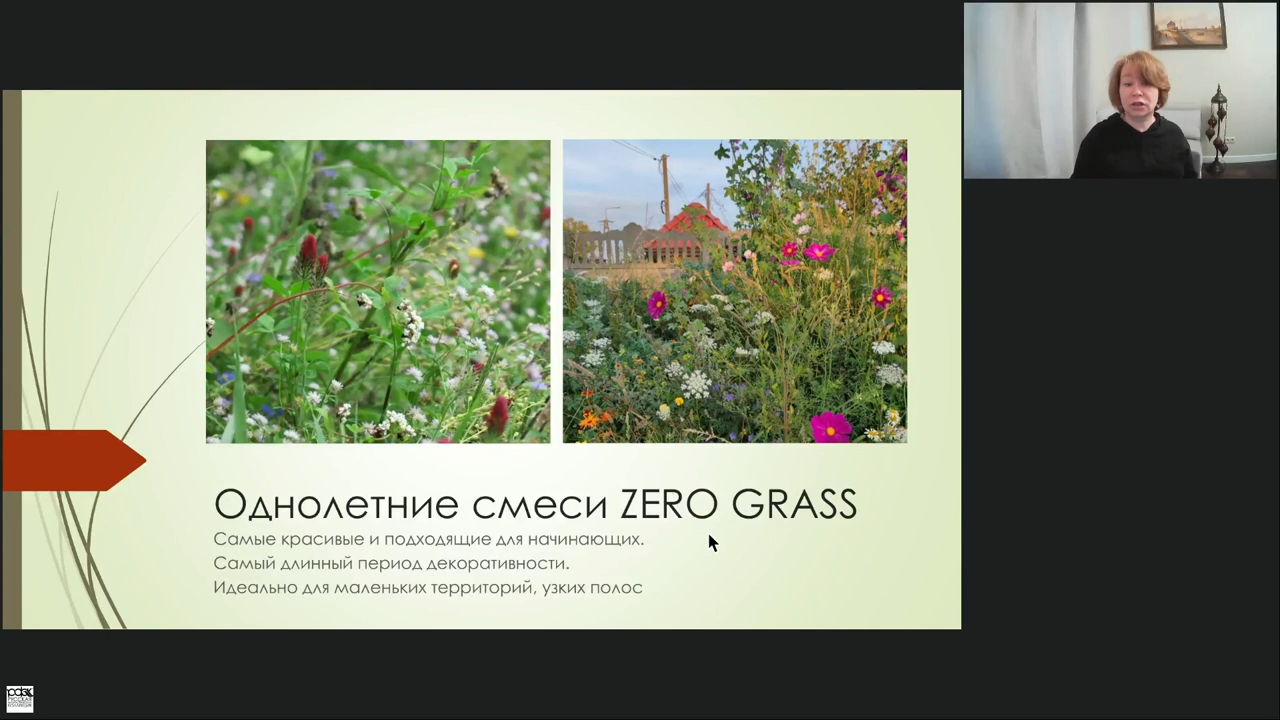 Однолетние смеси ZERO GRASS
Самые красивые и подходящие для начинающих.
Самый длинный период декоративности.
Идеально для маленьких территорий, узких полос